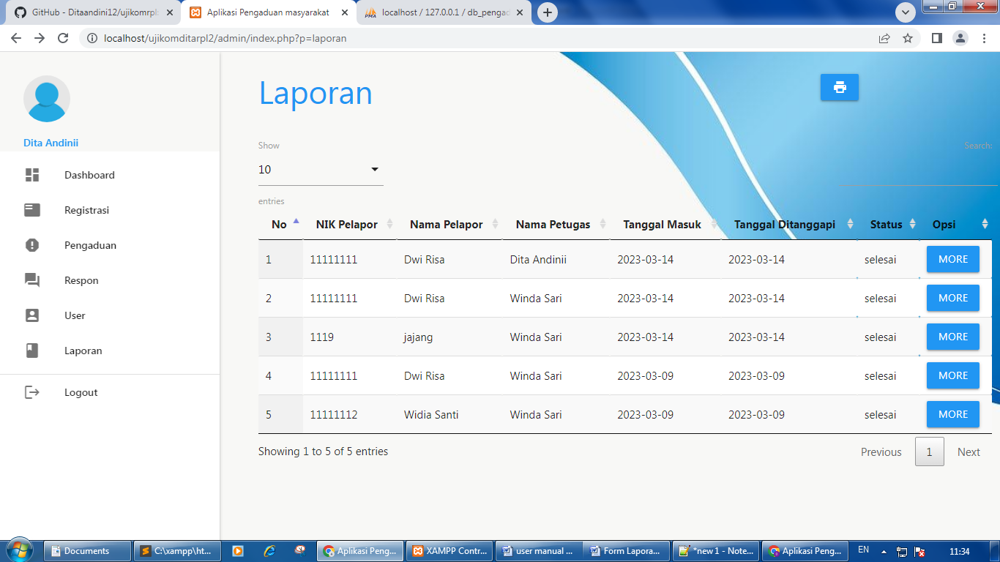 GitHub - Ditaandini12/ujikomrpl
Aplikasi Pengaduan masyarakat
localhost / 127.0.0.1 / db_pengad
localhost/ujikomditarpl2/admin/index.php?p=laporan
Dita Andinii
Dashboard
Registrasi
Pengaduan
Respon
User
Laporan
Logout
Laporan
Show
Search:
10
entries
No NIK Pelapor Nama Pelapor Nama Petugas Tanggal Masuk Tanggal Ditanggapi Status Opsi
1 11111111 Dwi Risa Dita Andinii 2023-03-14 2023-03-14 selesai MORE
2 11111111 Dwi Risa Winda Sari 2023-03-14 2023-03-14 selesai MORE
3 1119 jajang Winda Sari 2023-03-14 2023-03-14 selesai MORE
4 11111111 Dwi Risa Winda Sari 2023-03-09 2023-03-09 selesai MORE
5 11111112 Widia Santi Winda Sari 2023-03-09 2023-03-09 selesai MORE
Showing 1 to 5 of 5 entries
Previous 1 Next
Documents C:\xampp\ht... Aplikasi Peng... XAMPP Contr... user manual ... Form Lapora... *new 1 - Note... Aplikasi Peng... EN 11:34